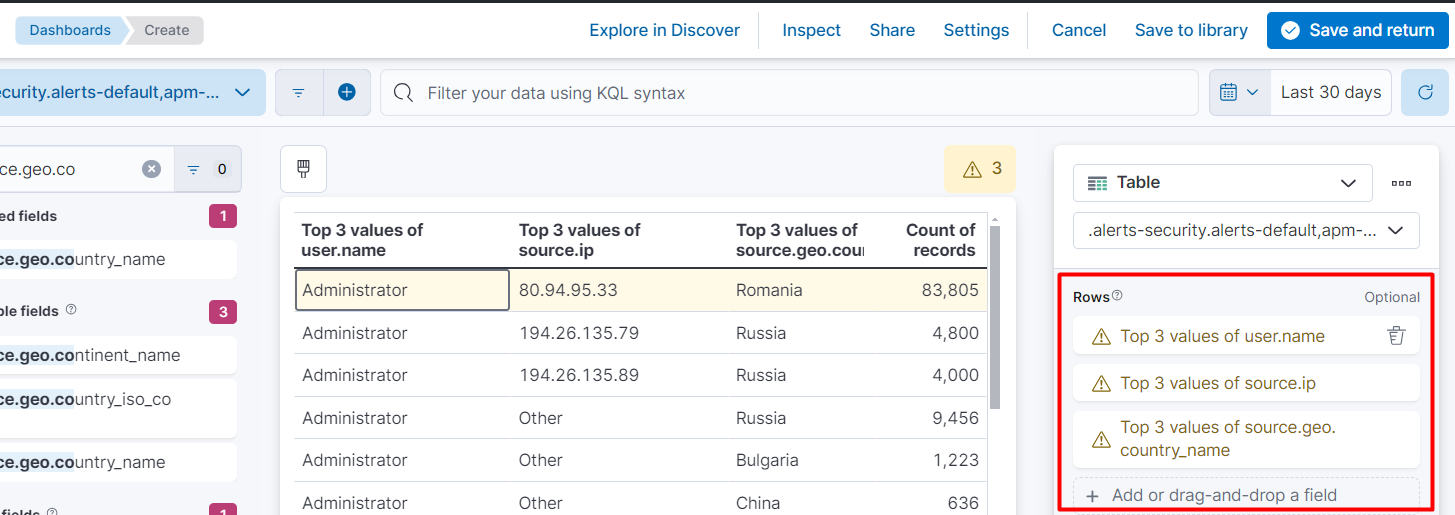 Dashboards
Create
Explore in Discover
Inspect
Share
Settings
Cancel
Save to library
Save and return
ecurity.alerts-default,apm-...
Filter your data using KQL syntax
Last 30 days
ce.geo.co
0
ed fields
1
ce.geo.country_name
ole fields
3
ce.geo.continent_name
ce.geo.country_iso_co
ce.geo.country_name
fields
1
3
Top 3 values of user.name
Top 3 values of source.ip
Top 3 values of source.geo.cou
Count of records
Administrator 80.94.95.33 Romania 83,805
Administrator 194.26.135.79 Russia 4,800
Administrator 194.26.135.89 Russia 4,000
Administrator Other Russia 9,456
Administrator Other Bulgaria 1,223
Administrator Other China 636
Table
.alerts-security.alerts-default,apm-...
Rows
Optional
Top 3 values of user.name
Top 3 values of source.ip
Top 3 values of source.geo.
country_name
Add or drag-and-drop a field